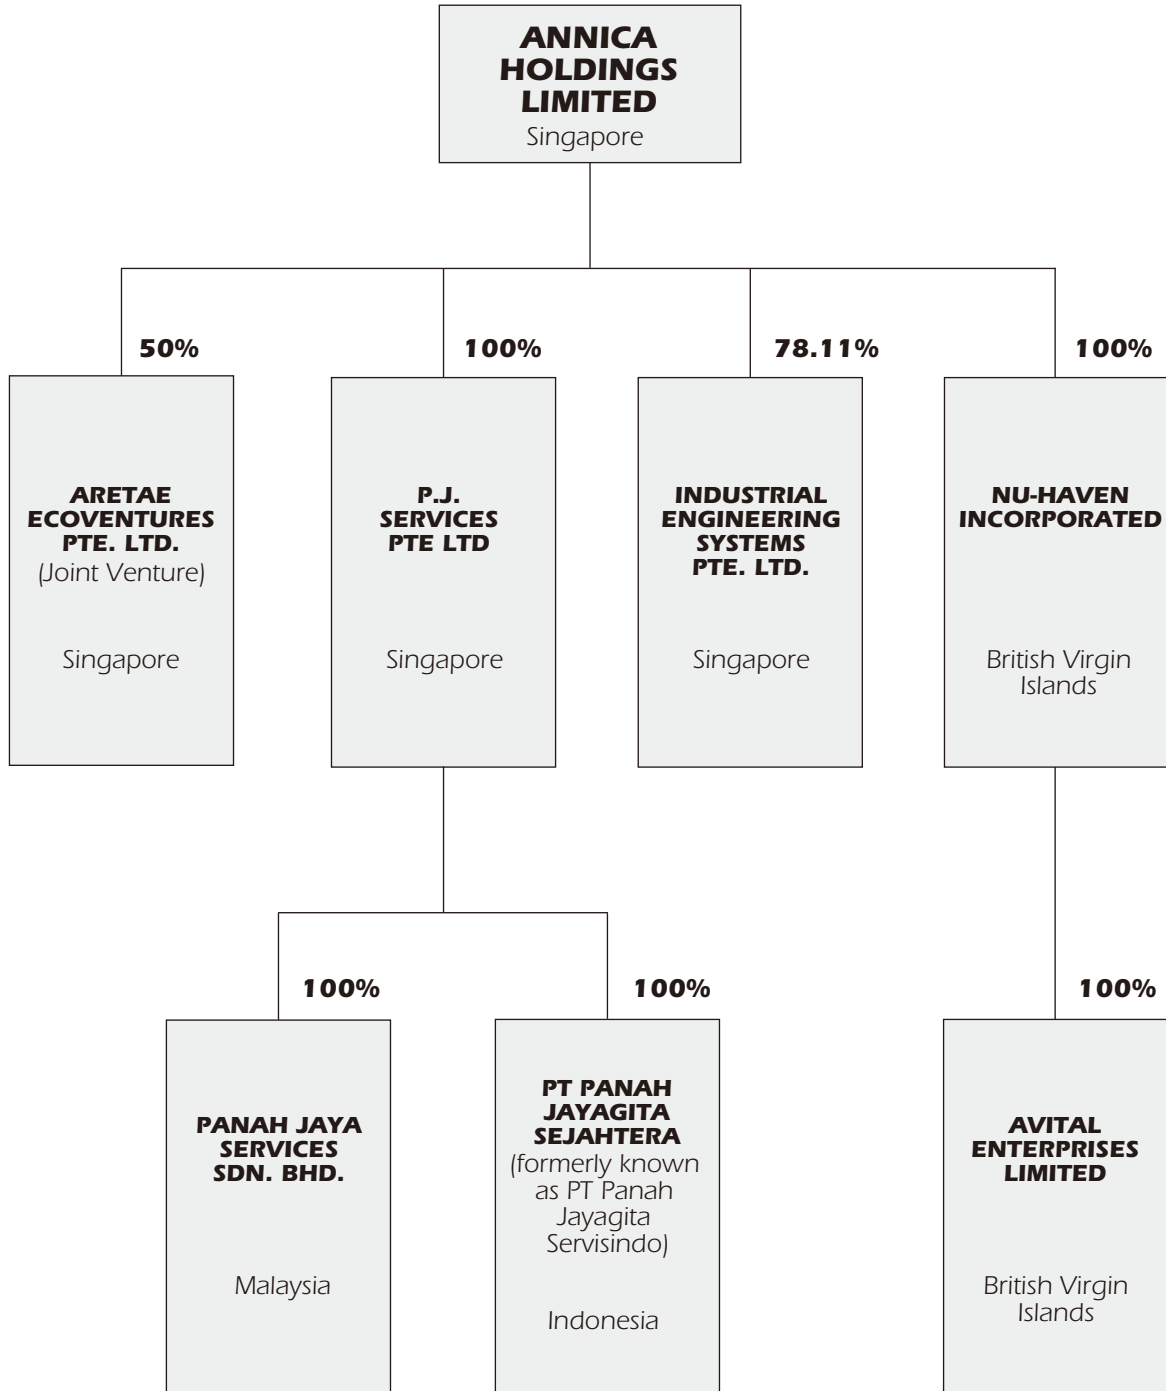 ANNICA
HOLDINGS
LIMITED
Singapore
50%
100%
78.11%
100%
ARETAE
ECOVENTURES
PTE. LTD.
(Joint Venture)
Singapore
P.J.
SERVICES
PTE LTD
Singapore
INDUSTRIAL
ENGINEERING
SYSTEMS
PTE. LTD.
Singapore
NU-HAVEN
INCORPORATED
British Virgin
Islands
100%
100%
100%
PANAH JAYA
SERVICES
SDN. BHD.
Malaysia
PT PANAH
JAYAGITA
SEJAHTERA
(formerly known
as PT Panah
Jayagita
Servisindo)
Indonesia
AVITAL
ENTERPRISES
LIMITED
British Virgin
Islands